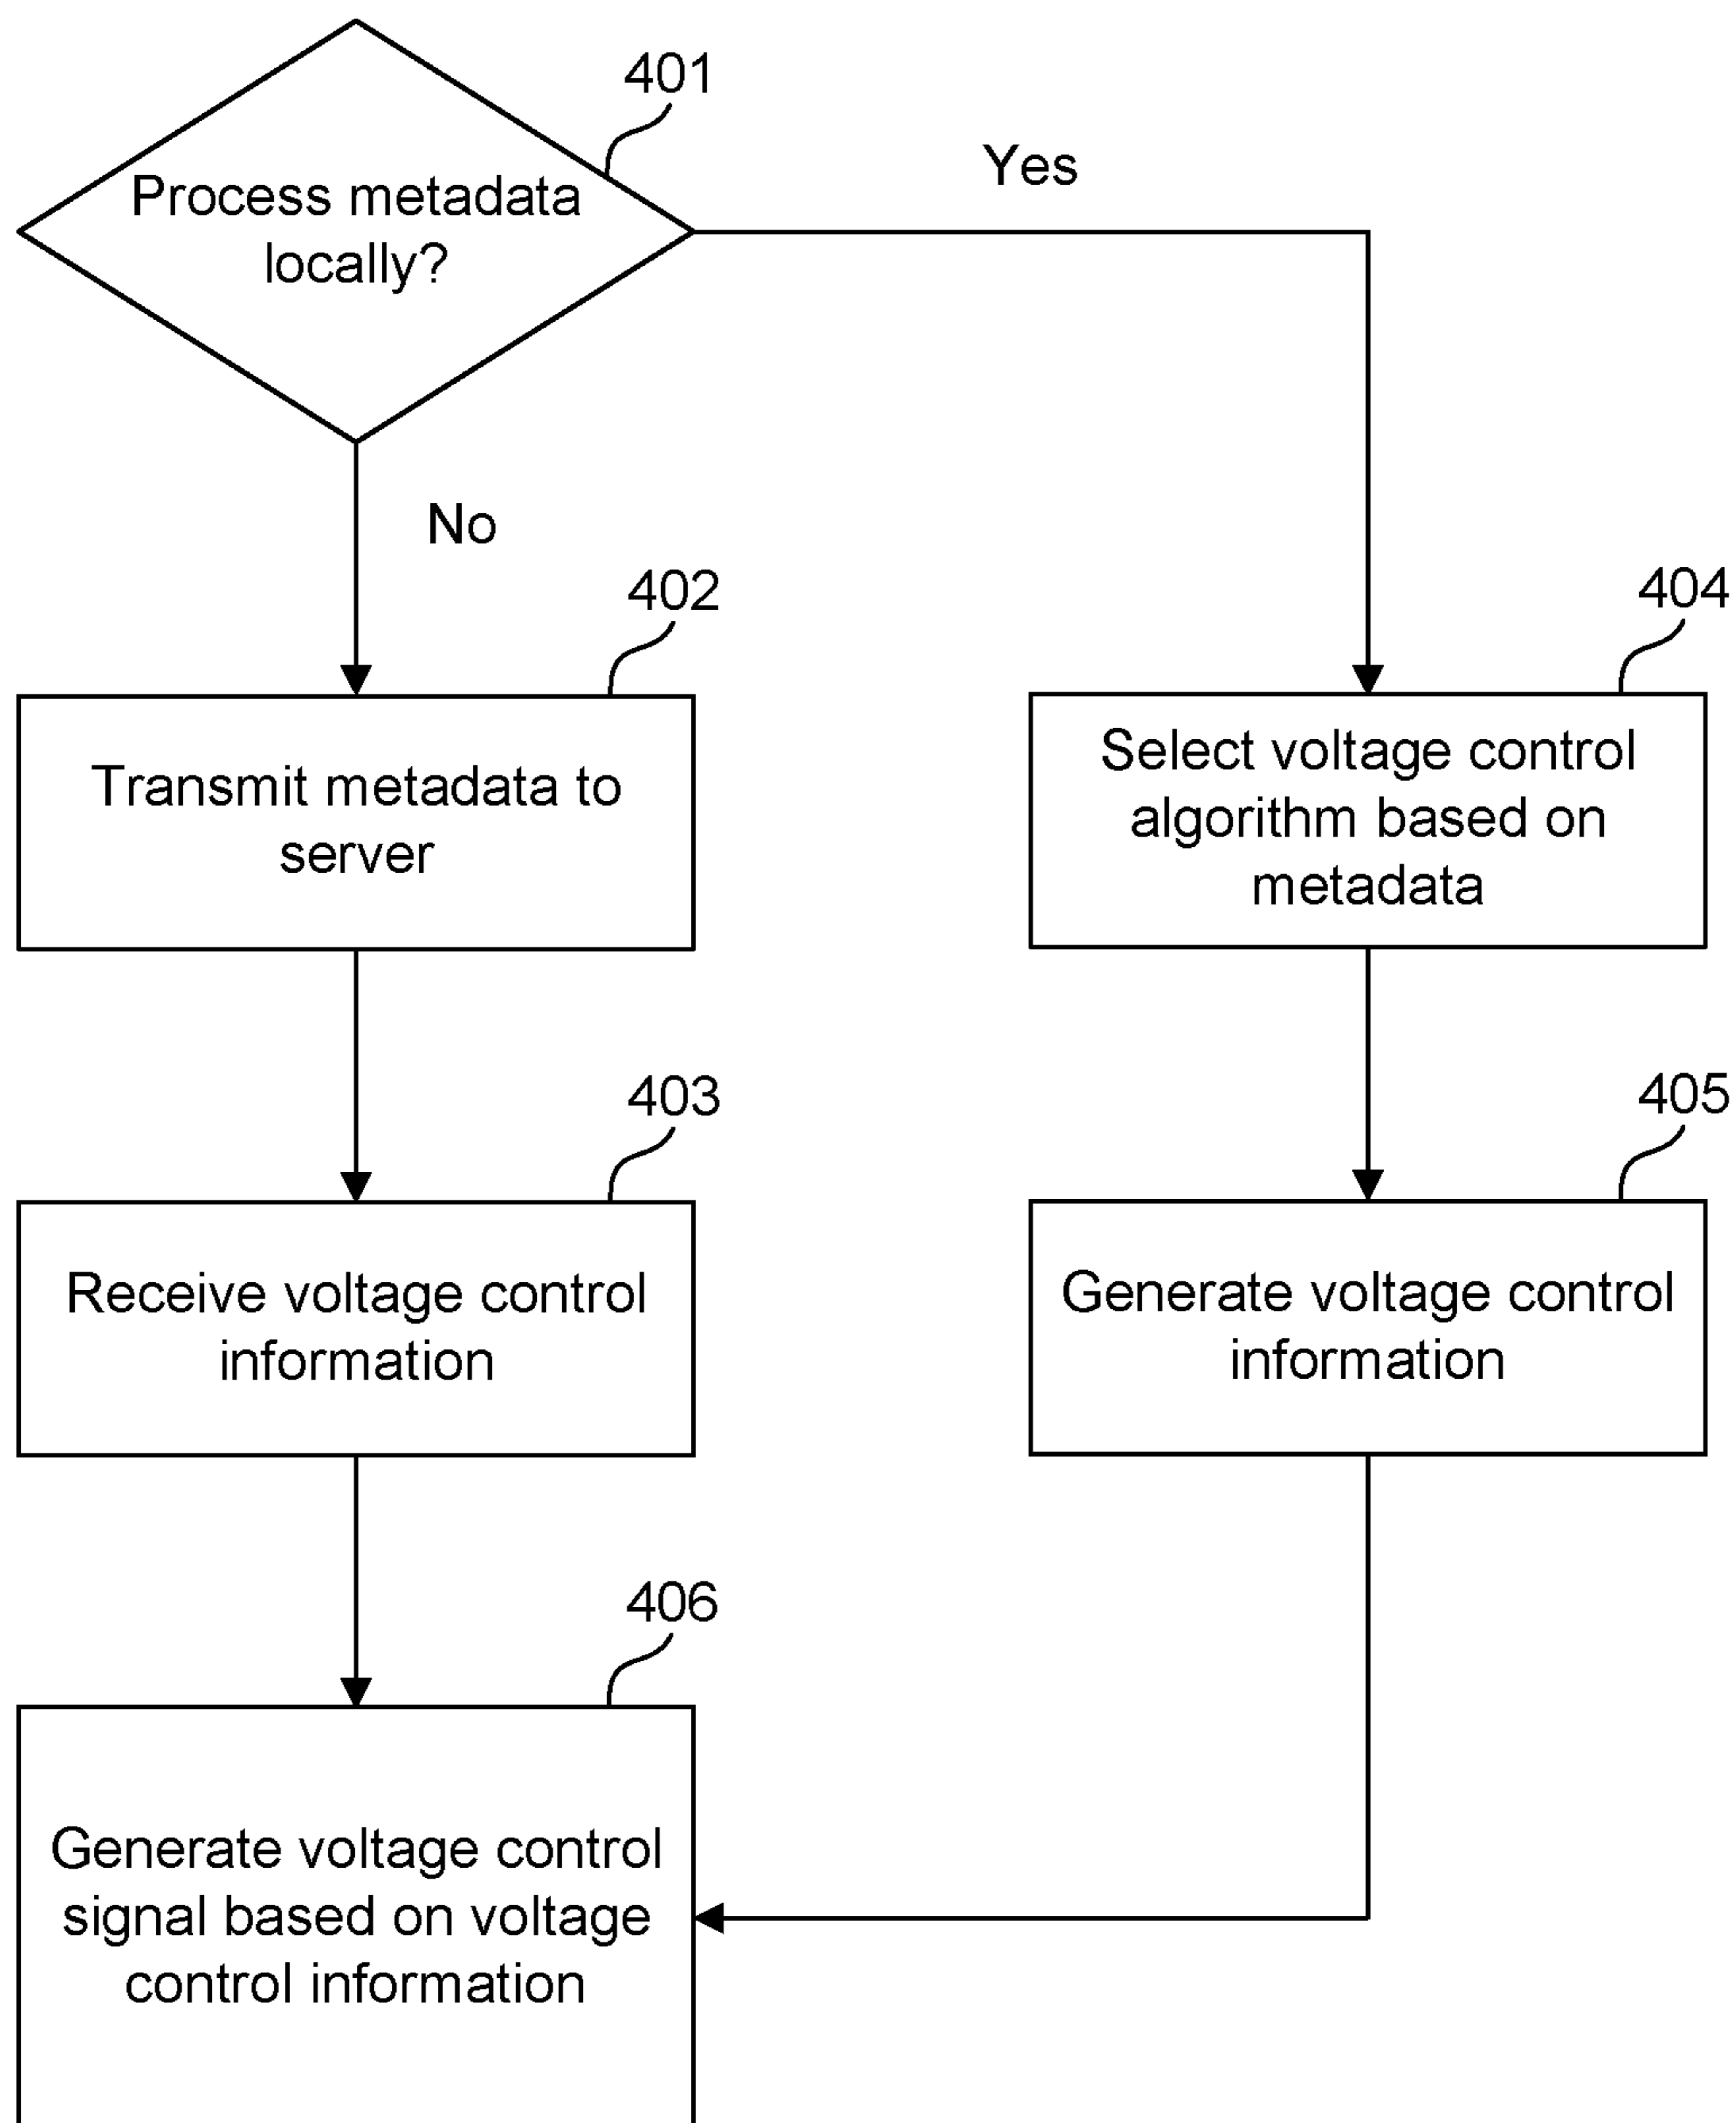 401
Process metadata
locally?
Yes
No
402
Transmit metadata to
server
404
Select voltage control
algorithm based on
metadata
403
Receive voltage control
information
405
Generate voltage control
information
406
Generate voltage control
signal based on voltage
control information